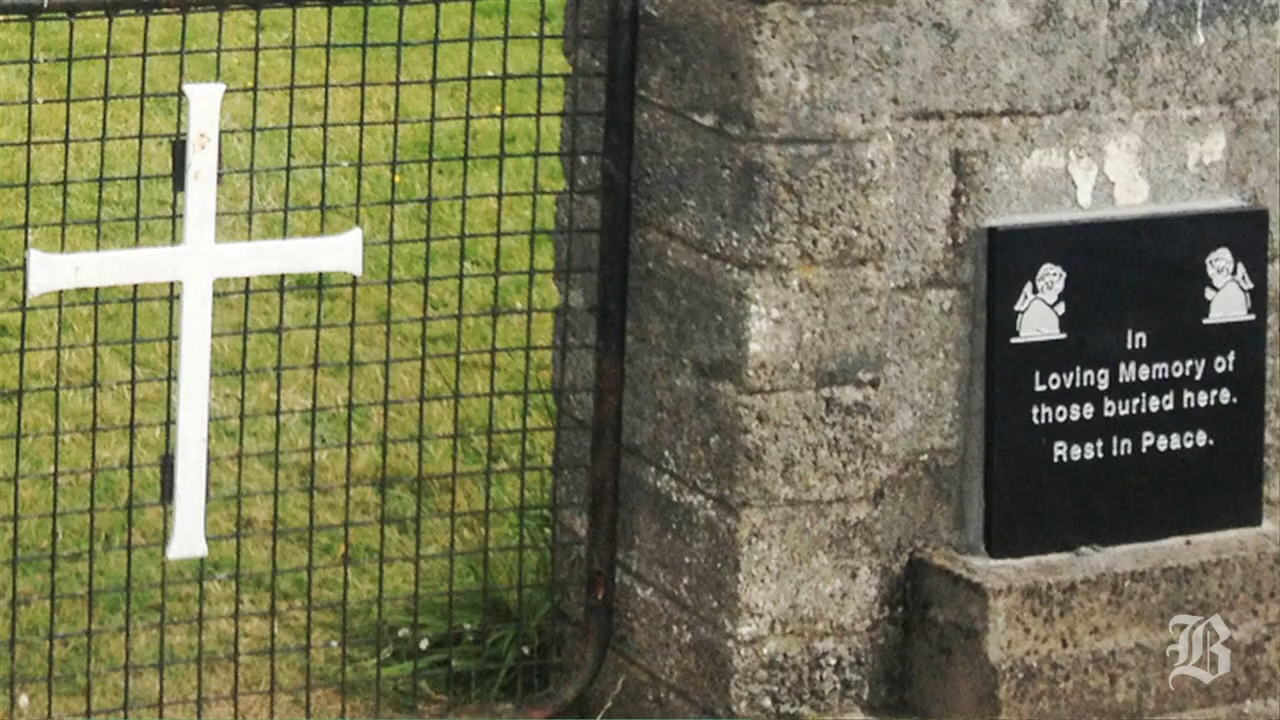 In
Loving Memory of
those buried here.
Rest In Peace.
B